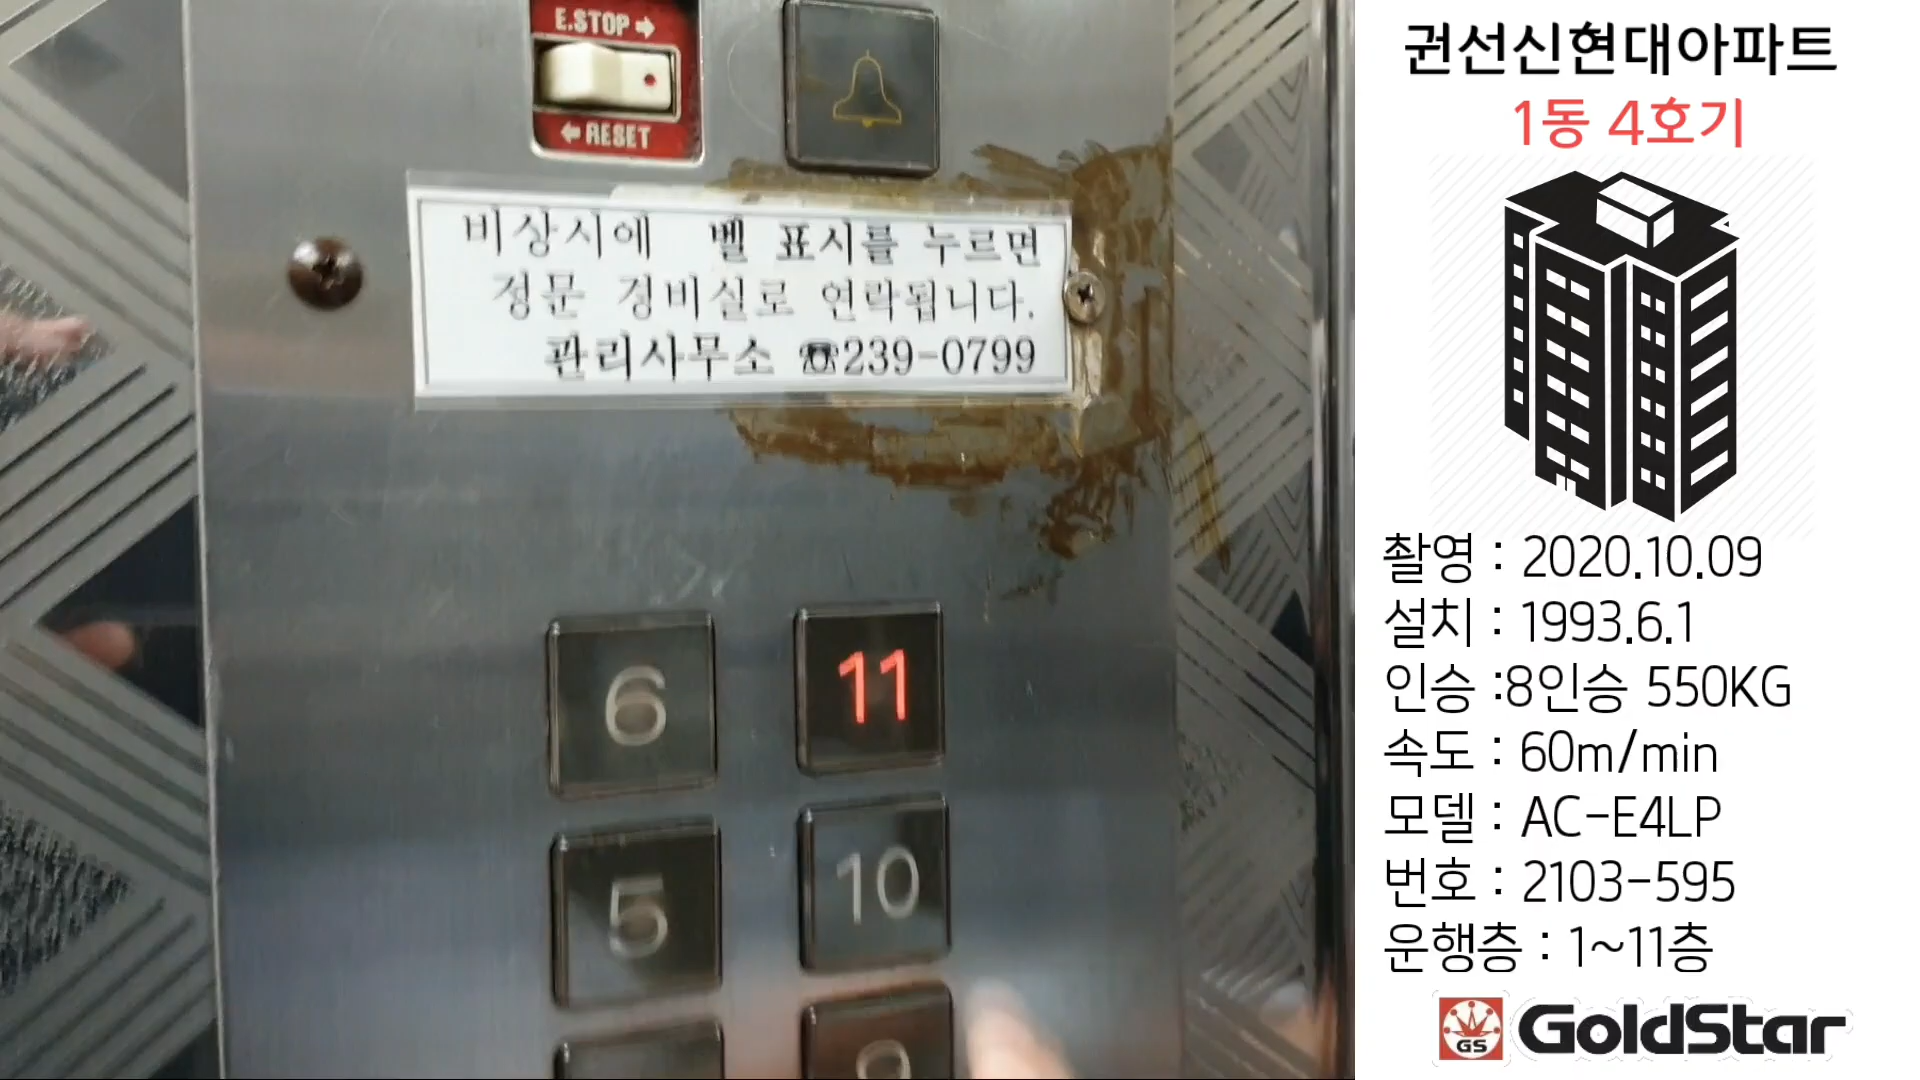 E.STOP →
← RESET
비상시에 벨 표시를 누르면
정문 경비실로 연락됩니다.
관리사무소 ☎239-0799
6
11
5
10
9
권선신현대아파트
1동 4호기
촬영 : 2020.10.09
설치 : 1993.6.1
인승 :8인승 550KG
속도 : 60m/min
모델 : AC-E4LP
번호 : 2103-595
운행층 : 1~11층
GS GoldStar